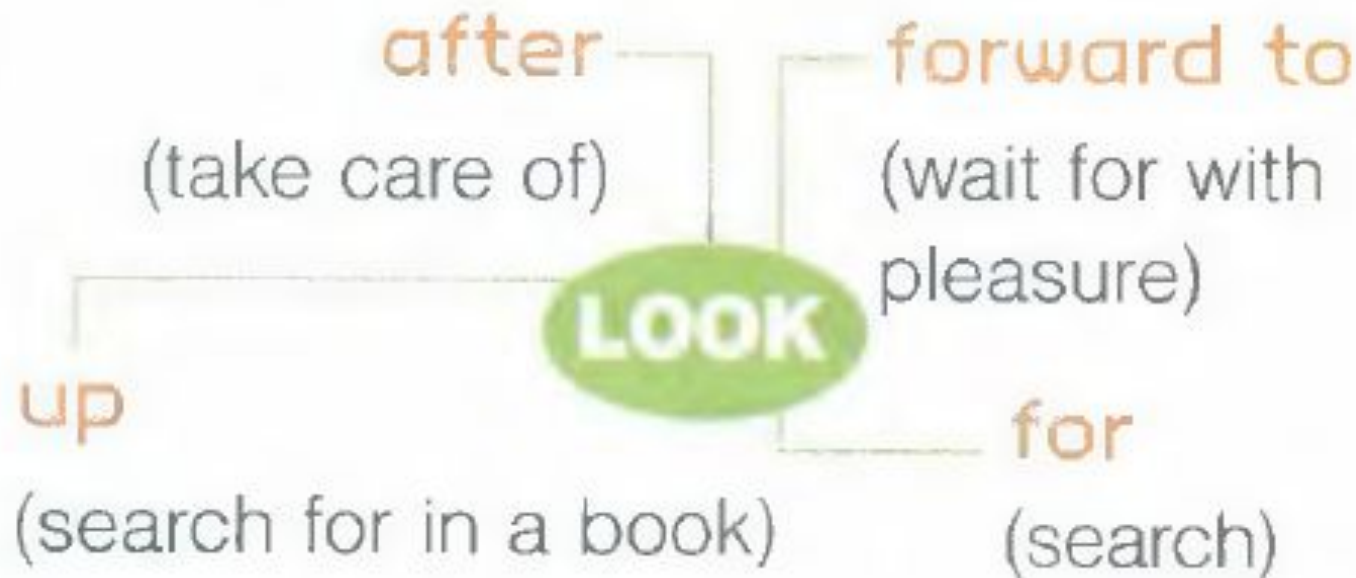 after
(take care of)
forward to
(wait for with
pleasure)
LOOK
up
(search for in a book)
for
(search)